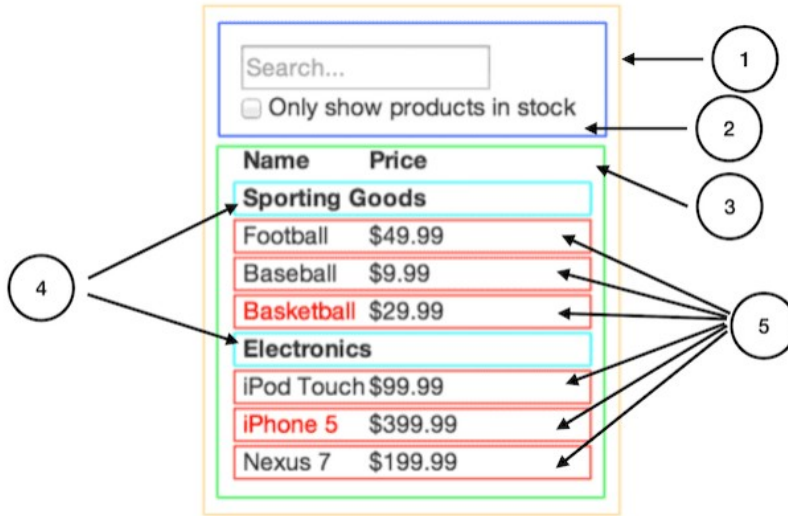 1
Search...
Only show products in stock
2
Name Price
3
Sporting Goods
Football $49.99
Baseball $9.99
4
Basketball $29.99
5
Electronics
iPod Touch $99.99
iPhone 5 $399.99
Nexus 7 $199.99